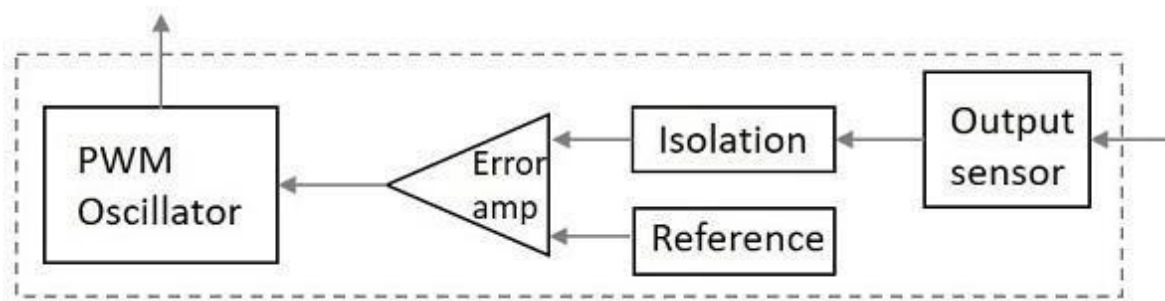 PWM
Oscillator
Error
amp
Isolation
Reference
Output
sensor